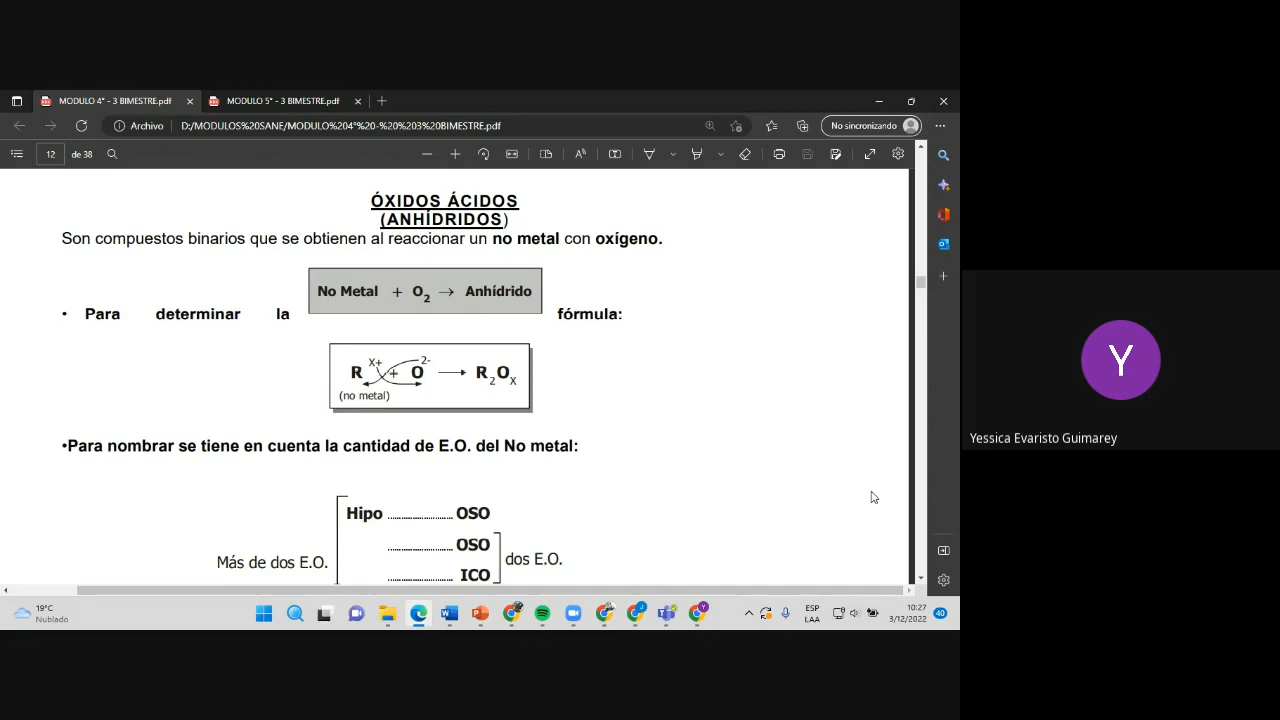 MODULO 4° - 3 BIMESTRE.pdf
MODULO 5° - 3 BIMESTRE.pdf
Archivo
D:/MODULOS%20SANE/MODULO%204°%20-%20%203%20BIMESTRE.pdf
No sincronizando
12 de 38
ÓXIDOS ÁCIDOS
(ANHÍDRIDOS)
Son compuestos binarios que se obtienen al reaccionar un no metal con oxígeno.
No Metal + O2 → Anhídrido
• Para determinar la fórmula:
R X+ + O 2- → R2OX
(no metal)
•Para nombrar se tiene en cuenta la cantidad de E.O. del No metal:
Hipo .......................... OSO
.......................... OSO
Más de dos E.O.
dos E.O.
.......................... ICO
Y
Yessica Evaristo Guimarey
19°C
Nublado
ESP
LAA
10:27
3/12/2022
40